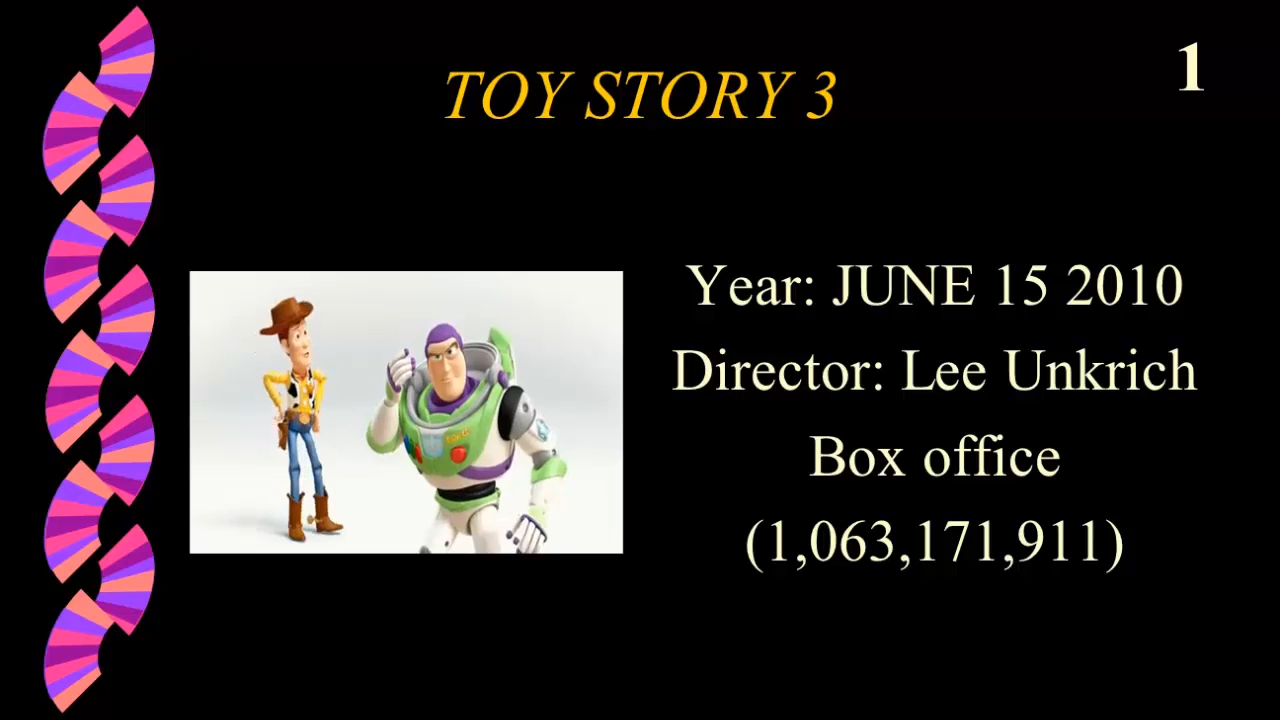 TOY STORY 3
1
Year: JUNE 15 2010
Director: Lee Unkrich
Box office
(1,063,171,911)